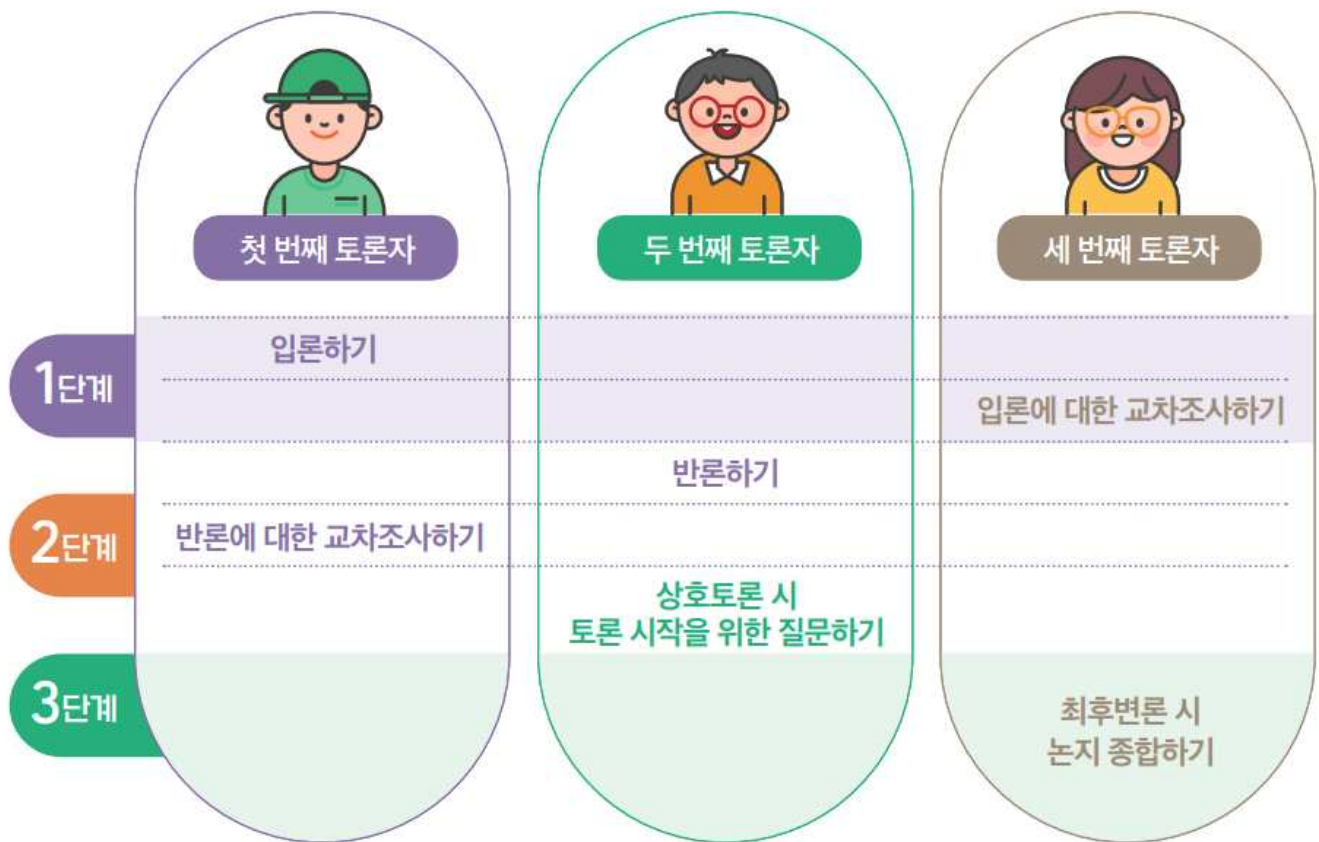 첫 번째 토론자
두 번째 토론자
세 번째 토론자
1단계
입론하기
입론에 대한 교차조사하기
반론하기
2단계
반론에 대한 교차조사하기
상호토론 시
토론 시작을 위한 질문하기
3단계
최후변론 시
논지 종합하기